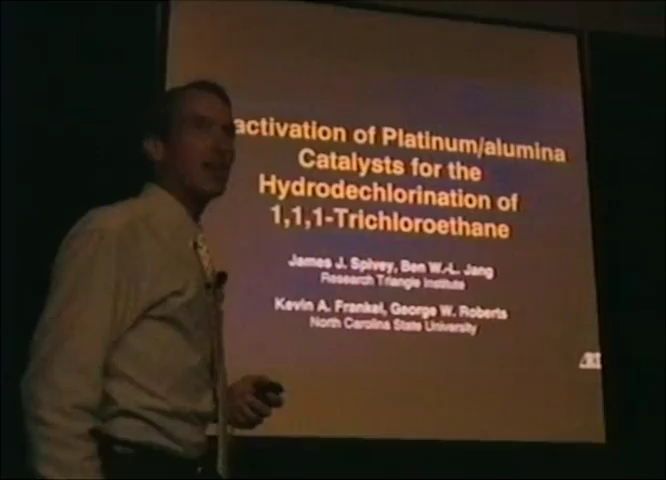 activation of Platinum/alumina
Catalysts for the
Hydrodechlorination of
1,1,1-Trichloroethane
James J. Spivey, Ben W.-L. Jang
Research Triangle Institute
Kevin A. Frankel, George W. Roberts
North Carolina State University